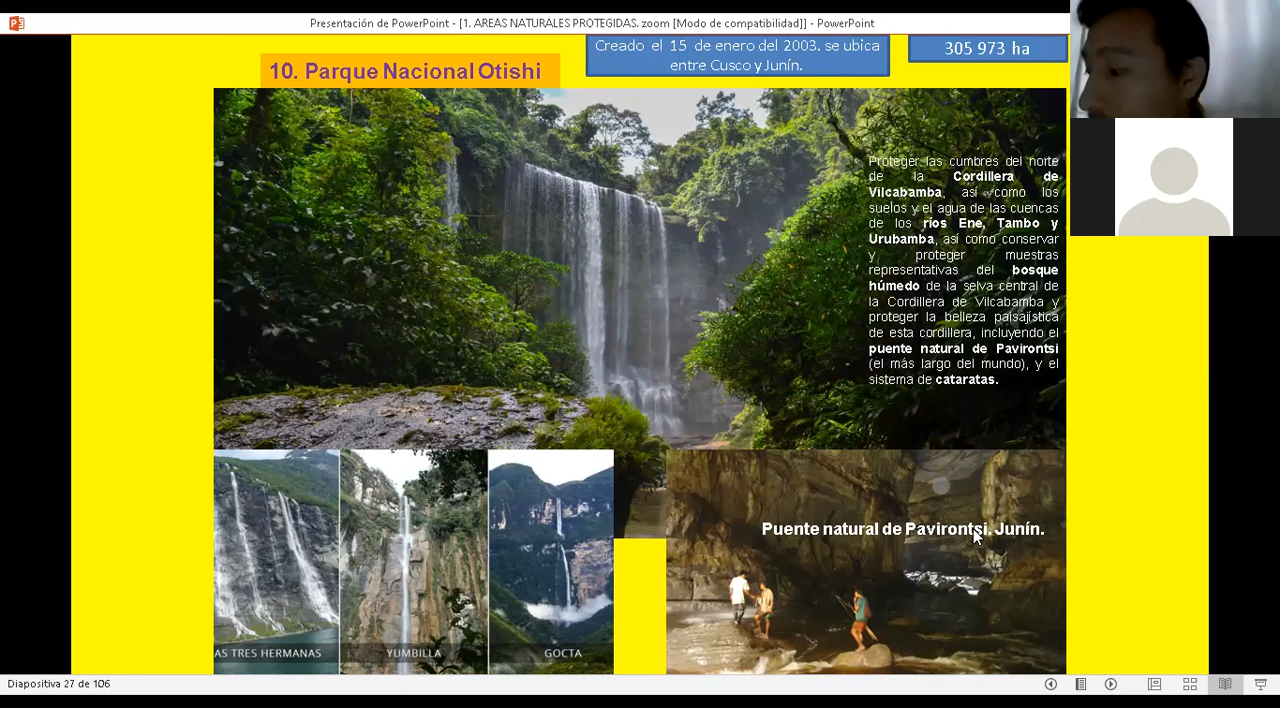 Presentación de PowerPoint - [1. AREAS NATURALES PROTEGIDAS. zoom [Modo de compatibilidad]] - PowerPoint
Creado el 15 de enero del 2003. se ubica
entre Cusco y Junín.
305 973 ha
10. Parque Nacional Otishi
Proteger las cumbres del norte
de la Cordillera de
Vilcabamba, así como los
suelos y el agua de las cuencas
de los ríos Ene, Tambo y
Urubamba, así como conservar
y proteger muestras
representativas del bosque
húmedo de la selva central de
la Cordillera de Vilcabamba y
proteger la belleza paisajística
de esta cordillera, incluyendo el
puente natural de Pavirontsi
(el más largo del mundo), y el
sistema de cataratas.
Puente natural de Pavirontsi. Junín.
AS TRES HERMANAS
YUMBILLA
GOCTA
Diapositiva 27 de 106